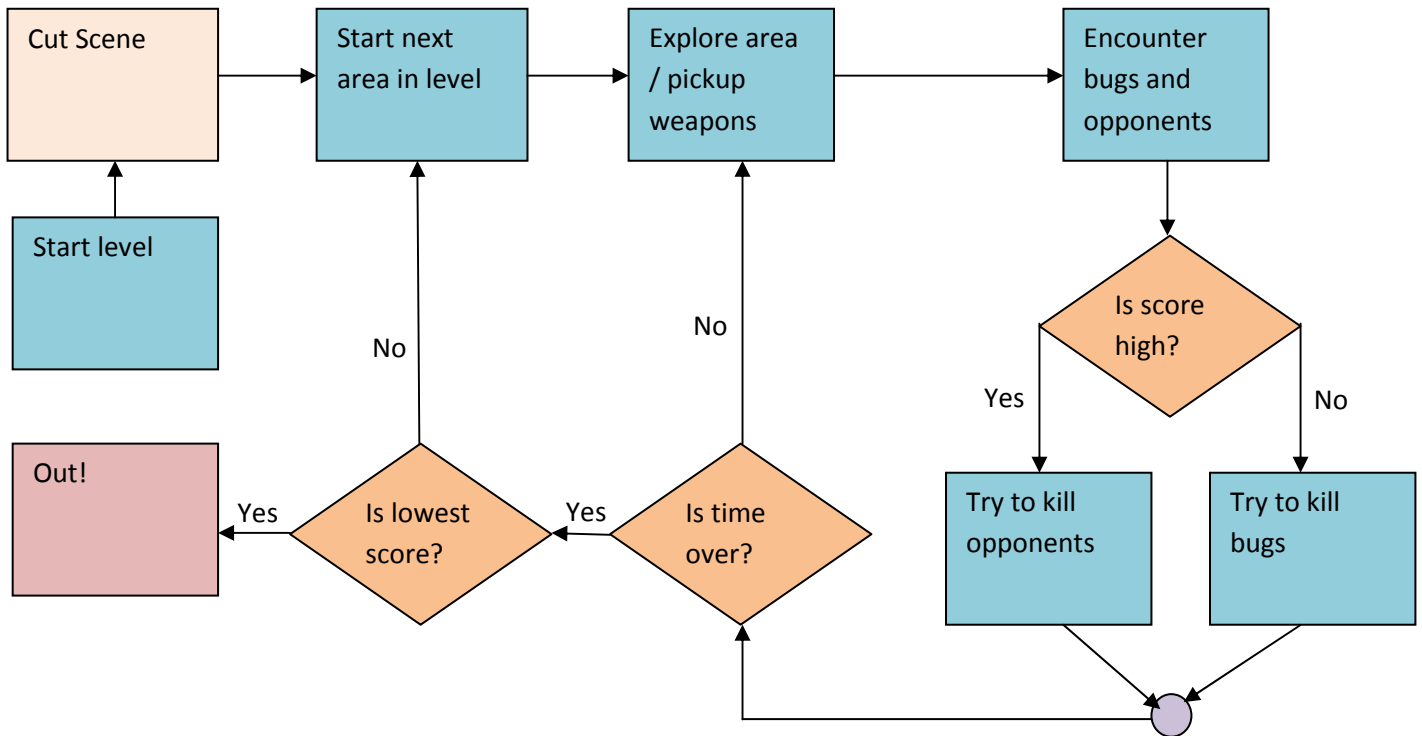 Cut Scene
Start next
area in level
Explore area
/ pickup
weapons
Encounter
bugs and
opponents
Start level
Is score
high?
No
No
Yes
No
Out!
Yes
Is lowest
score?
Yes
Is time
over?
Try to kill
opponents
Try to kill
bugs